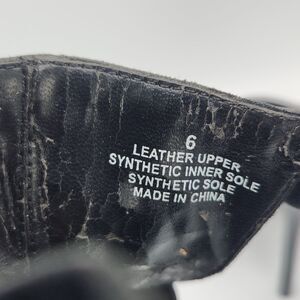 6
LEATHER UPPER
SYNTHETIC INNER SOLE
SYNTHETIC SOLE
MADE IN CHINA